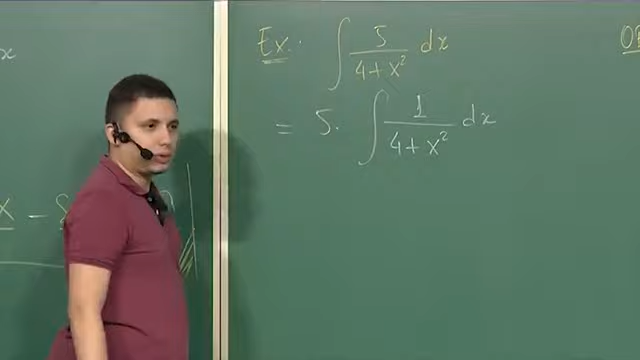 Ex.: ∫ 5/(4+x²) dx
= 5. ∫ 1/(4+x²) dx
x
x -